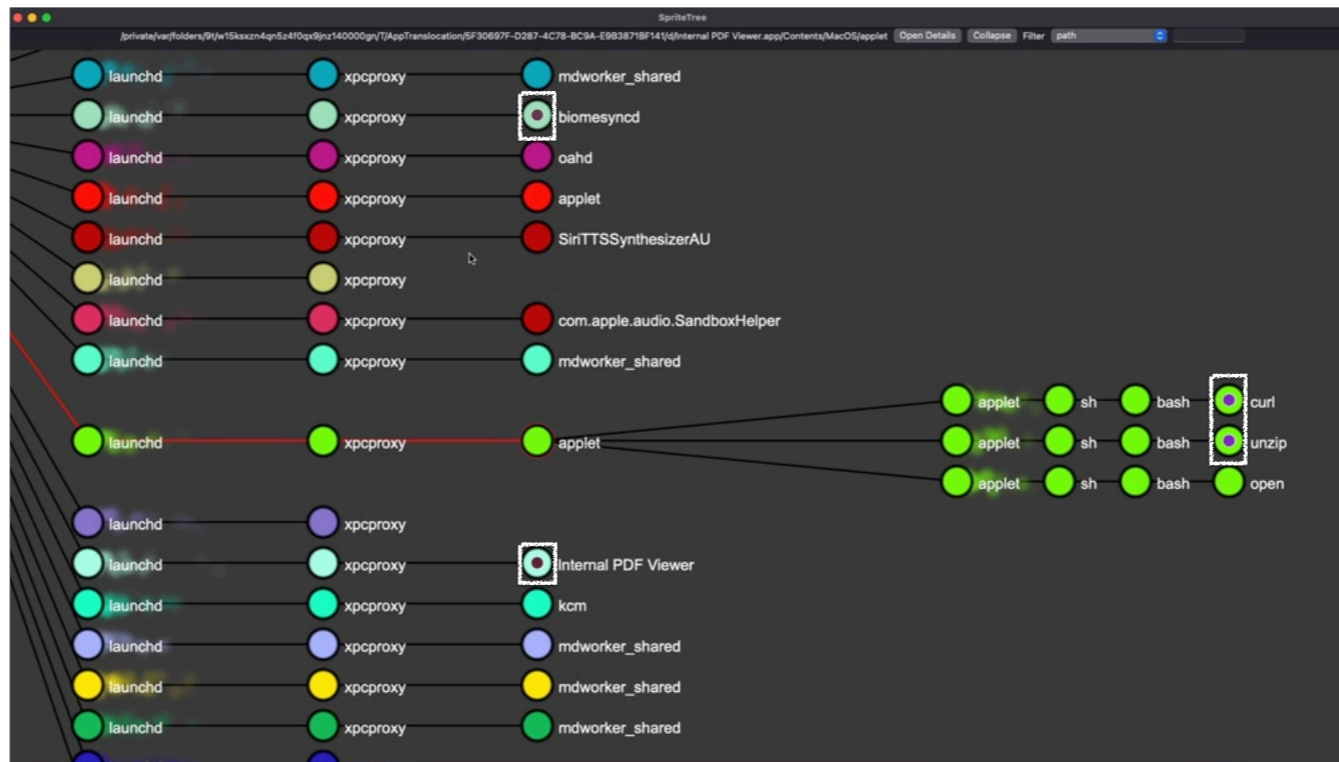 SpriteTree
/private/var/folders/9t/w15ksxzn4qn5z4f0qx9jnz140000gn/T/AppTranslocation/5F30697F-D287-4C78-BC9A-E9B3871BF141/d/Internal PDF Viewer.app/Contents/MacOS/applet Open Details Collapse Filter path
launchd xpcproxy mdworker_shared
launchd xpcproxy biomesyncd
launchd xpcproxy oahd
launchd xpcproxy applet
launchd xpcproxy SiriTTSSynthesizerAU
launchd xpcproxy
launchd xpcproxy com.apple.audio.SandboxHelper
launchd xpcproxy mdworker_shared
applet sh bash curl
launchd xpcproxy applet applet sh bash unzip
applet sh bash open
launchd xpcproxy
launchd xpcproxy Internal PDF Viewer
launchd xpcproxy kcm
launchd xpcproxy mdworker_shared
launchd xpcproxy mdworker_shared
launchd xpcproxy mdworker_shared